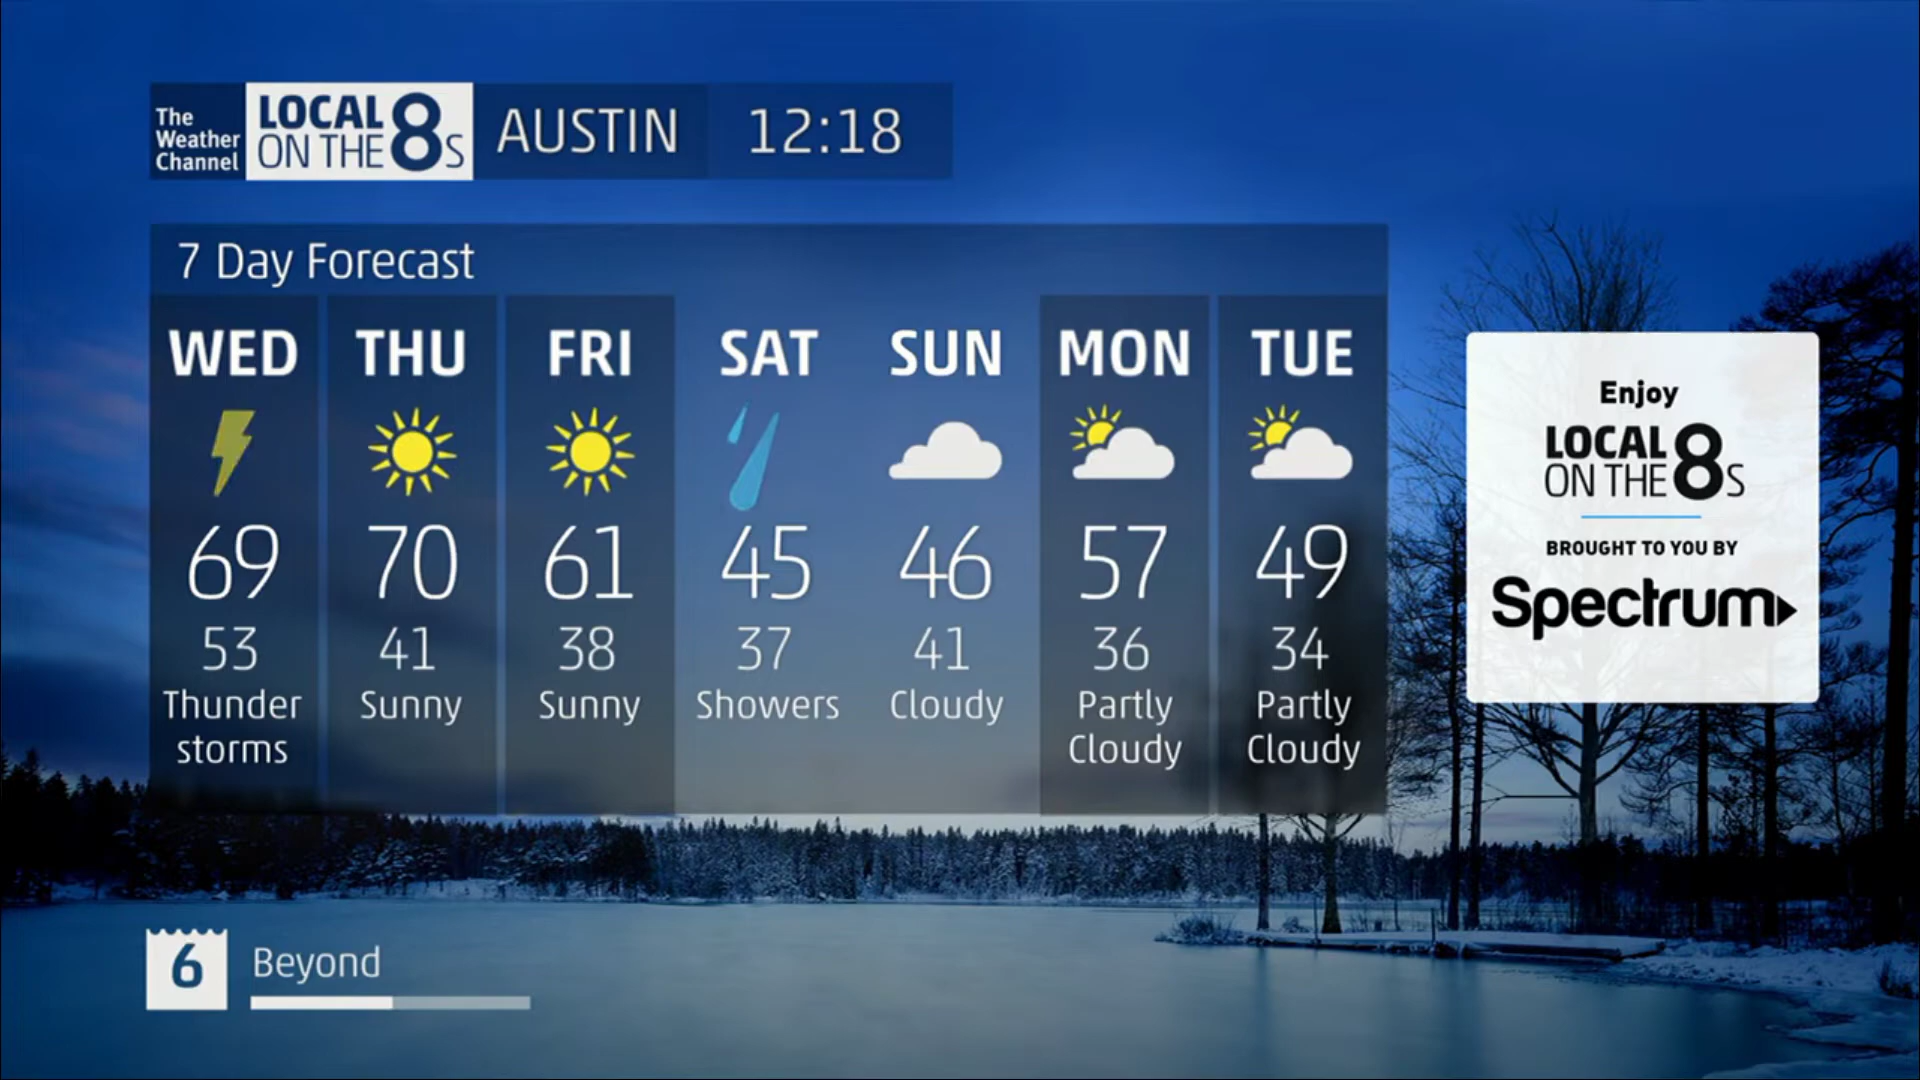 The
Weather
Channel
LOCAL
ON THE 8s
AUSTIN
12:18
7 Day Forecast
WED THU FRI SAT SUN MON TUE
69 70 61 45 46 57 49
53 41 38 37 41 36 34
Thunder Sunny Sunny Showers Cloudy Partly Partly
storms Cloudy Cloudy
Enjoy
LOCAL
ON THE 8s
BROUGHT TO YOU BY
Spectrum
6 Beyond